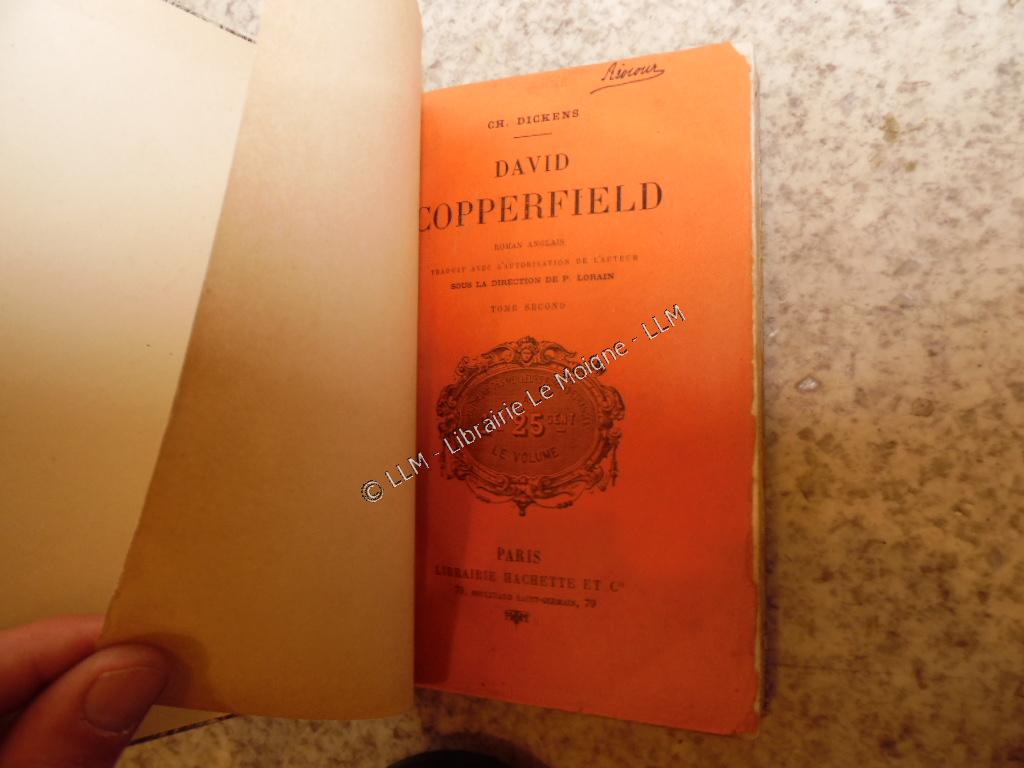 CH. DICKENS
DAVID
COPPERFIELD
ROMAN ANGLAIS
TRADUIT AVEC L'AUTORISATION DE L'AUTEUR
SOUS LA DIRECTION DE P. LORAIN
TOME SECOND
25 CENT
LE VOLUME
© LLM - Librairie Le Moigne - LLM
PARIS
LIBRAIRIE HACHETTE ET Cie
79, BOULEVARD SAINT-GERMAIN, 79